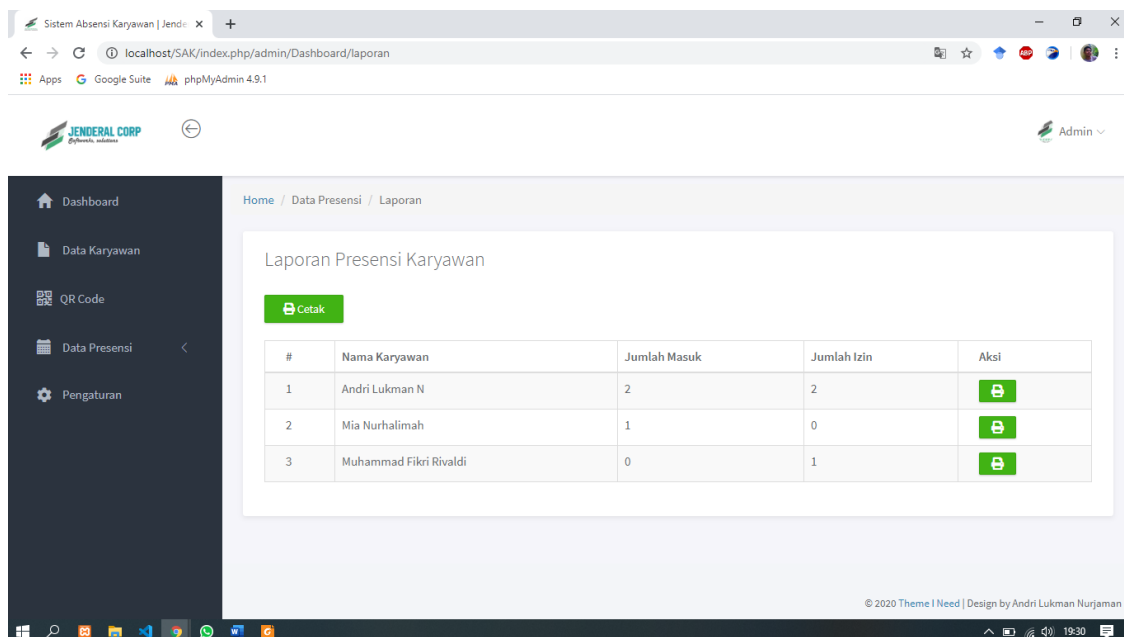 Sistem Absensi Karyawan | Jende
localhost/SAK/index.php/admin/Dashboard/laporan
Apps Google Suite phpMyAdmin 4.9.1
JENDERAL CORP
Softwares, solutions
Admin
Dashboard
Data Karyawan
QR Code
Data Presensi
Pengaturan
Home / Data Presensi / Laporan
Laporan Presensi Karyawan
Cetak
# Nama Karyawan Jumlah Masuk Jumlah Izin Aksi
1 Andri Lukman N 2 2
2 Mia Nurhalimah 1 0
3 Muhammad Fikri Rivaldi 0 1
© 2020 Theme I Need | Design by Andri Lukman Nurjaman
19:30